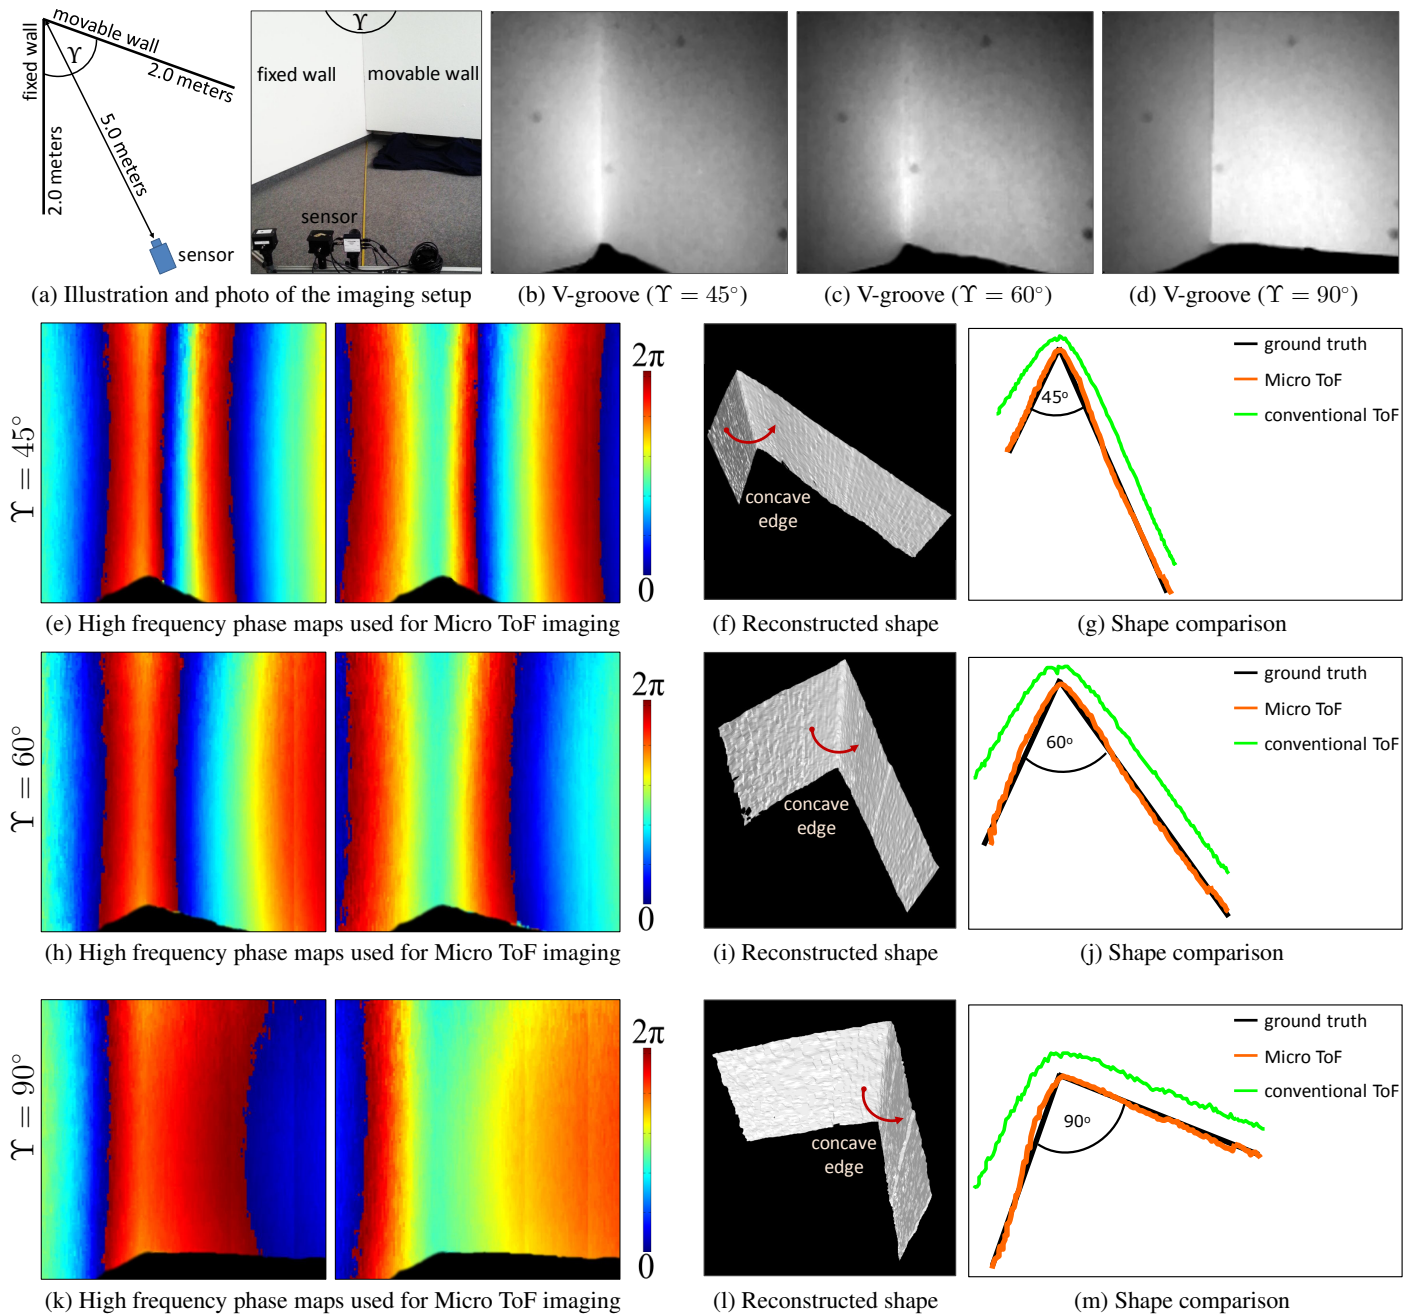 movable wall
fixed wall
ϒ
2.0 meters
5.0 meters
2.0 meters
sensor
ϒ
fixed wall
movable wall
sensor
(a) Illustration and photo of the imaging setup
(b) V-groove (ϒ = 45°)
(c) V-groove (ϒ = 60°)
(d) V-groove (ϒ = 90°)
ϒ = 45°
2π
0
concave
edge
45°
ground truth
Micro ToF
conventional ToF
(e) High frequency phase maps used for Micro ToF imaging
(f) Reconstructed shape
(g) Shape comparison
ϒ = 60°
2π
0
concave
edge
60°
ground truth
Micro ToF
conventional ToF
(h) High frequency phase maps used for Micro ToF imaging
(i) Reconstructed shape
(j) Shape comparison
ϒ = 90°
2π
0
concave
edge
90°
ground truth
Micro ToF
conventional ToF
(k) High frequency phase maps used for Micro ToF imaging
(l) Reconstructed shape
(m) Shape comparison